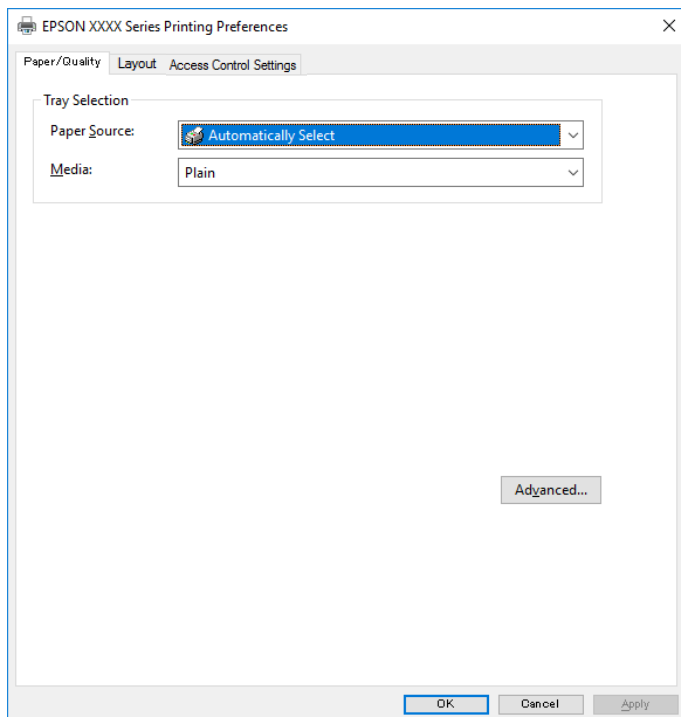 EPSON XXXX Series Printing Preferences
Paper/Quality Layout Access Control Settings
Tray Selection
Paper Source: Automatically Select
Media: Plain
Advanced...
OK Cancel Apply